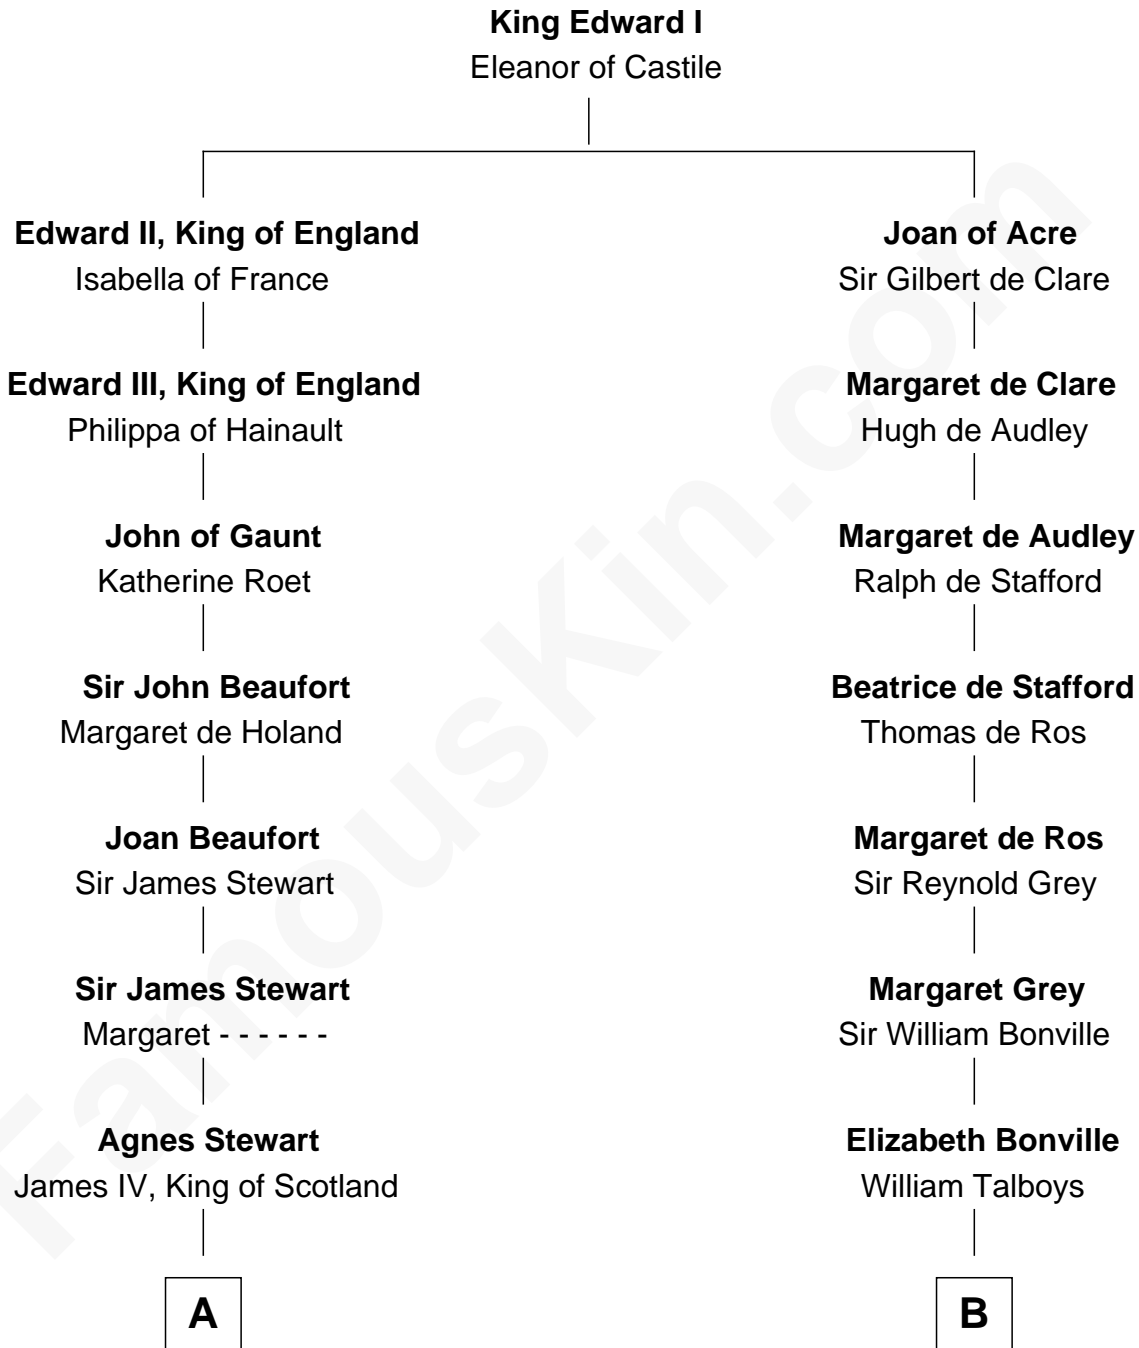 King Edward I
Eleanor of Castile
Edward II, King of England
Isabella of France
Joan of Acre
Sir Gilbert de Clare
Edward III, King of England
Philippa of Hainault
Margaret de Clare
Hugh de Audley
John of Gaunt
Katherine Roet
Margaret de Audley
Ralph de Stafford
Sir John Beaufort
Margaret de Holand
Beatrice de Stafford
Thomas de Ros
Joan Beaufort
Sir James Stewart
Margaret de Ros
Sir Reynold Grey
Sir James Stewart
Margaret - - - - - -
Margaret Grey
Sir William Bonville
Agnes Stewart
James IV, King of Scotland
Elizabeth Bonville
William Talboys
A
B
FamousKin.com